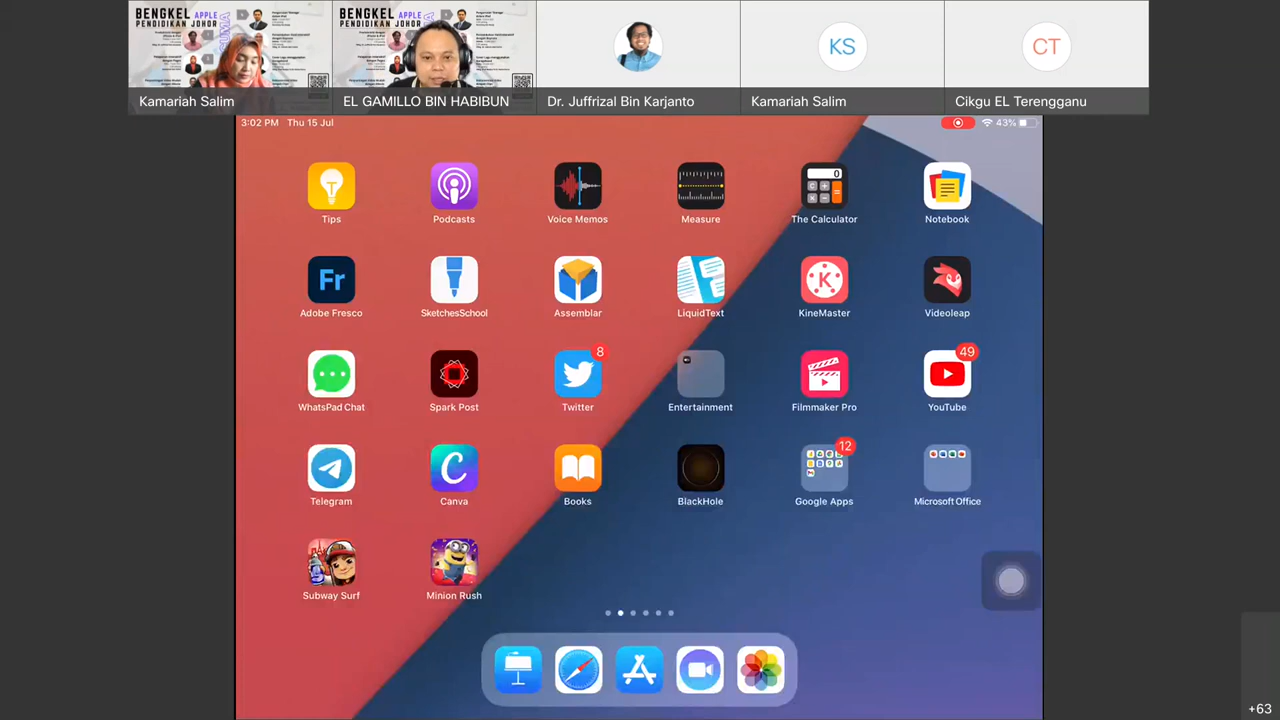 BENGKEL APPLE
PENDIDIKAN JOHOR
BENGKEL APPLE
PENDIDIKAN JOHOR
KS
CT
Kamariah Salim
EL GAMILLO BIN HABIBUN
Dr. Juffrizal Bin Karjanto
Kamariah Salim
Cikgu EL Terengganu
3:02 PM Thu 15 Jul
43%
0
Tips
Podcasts
Voice Memos
Measure
The Calculator
Notebook
Fr
K
Adobe Fresco
SketchesSchool
Assemblar
LiquidText
KineMaster
Videoleap
8
49
WhatsPad Chat
Spark Post
Twitter
Entertainment
Filmmaker Pro
YouTube
12
C
Telegram
Canva
Books
BlackHole
Google Apps
Microsoft Office
Subway Surf
Minion Rush
+63